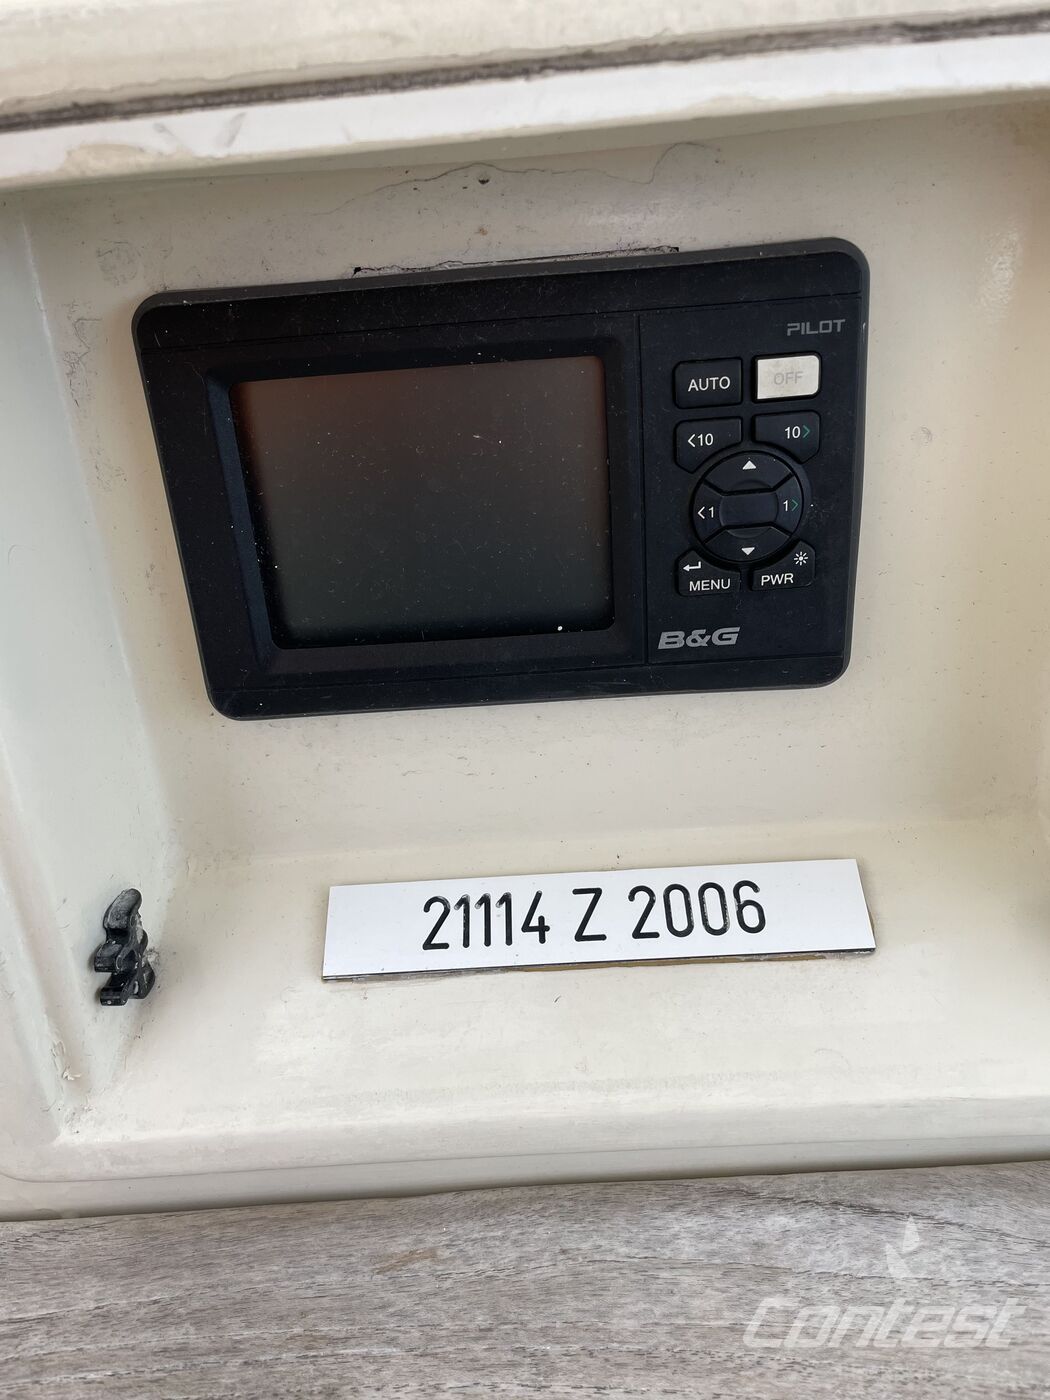 PILOT
AUTO OFF
<10 10>
<1 1>
MENU PWR
B&G
21114 Z 2006
Contest